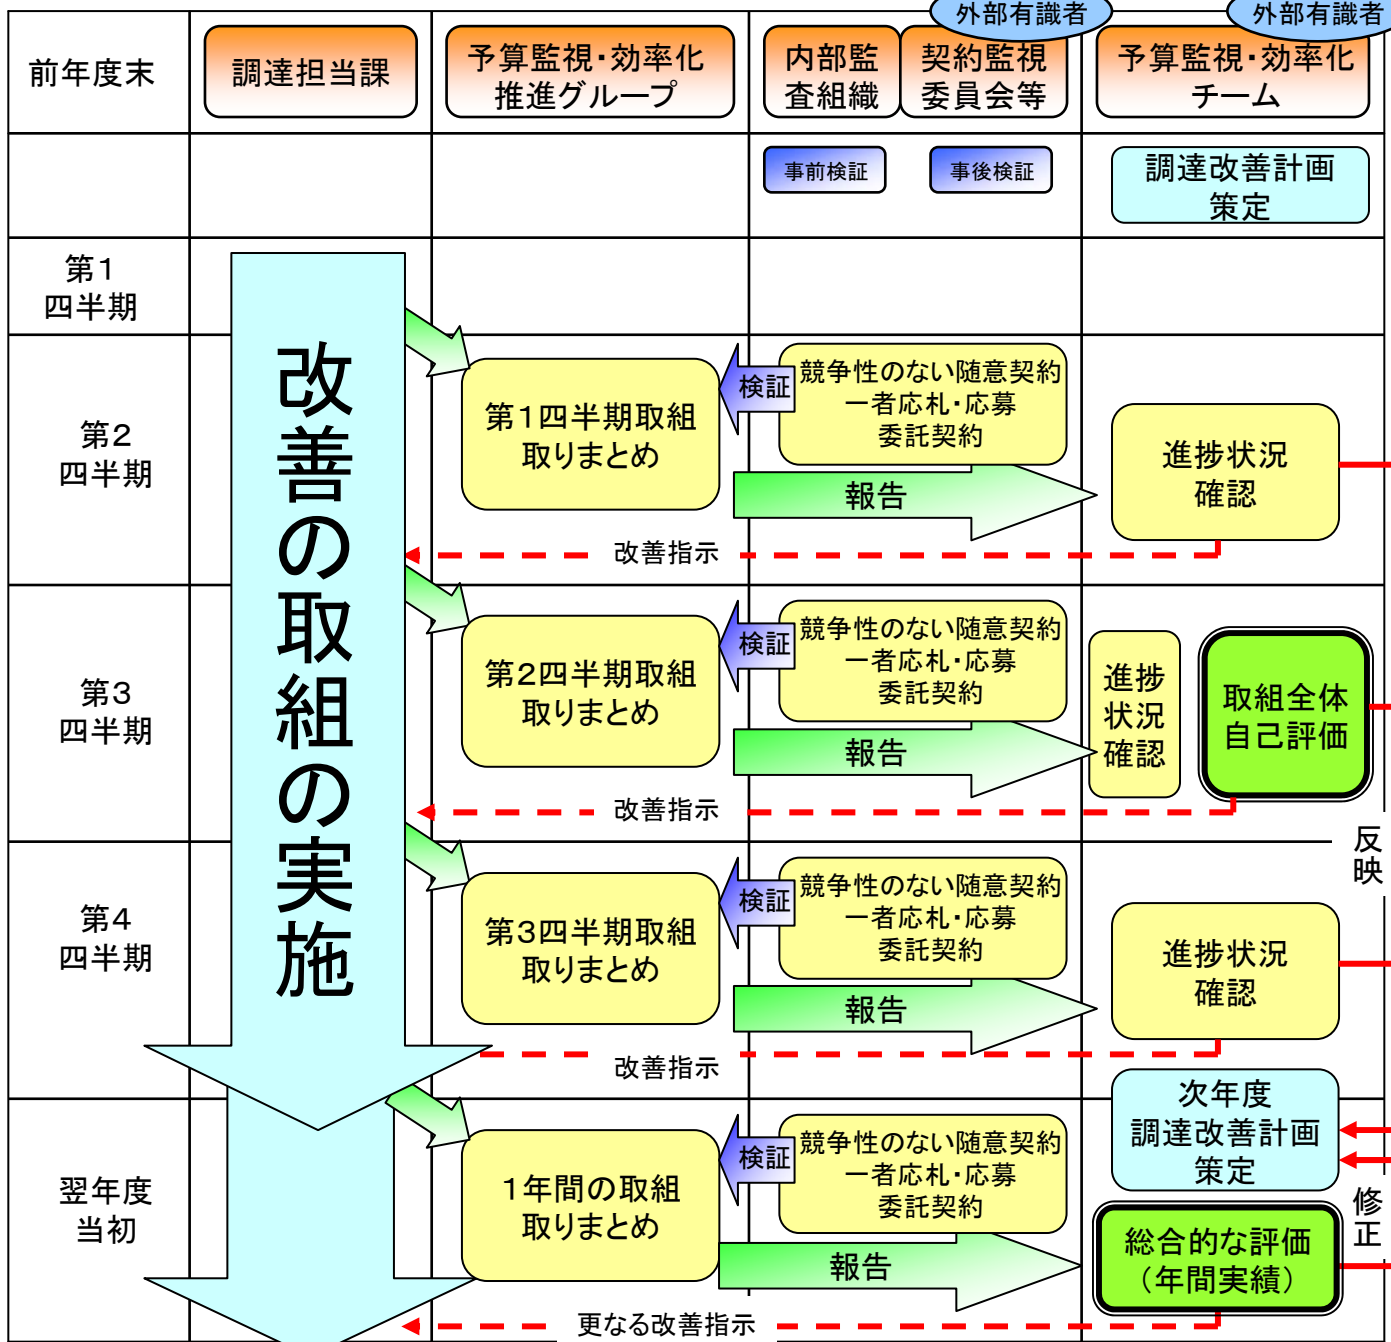 外部有識者
外部有識者
前年度末
調達担当課
予算監視・効率化
推進グループ
内部監
査組織
契約監視
委員会等
予算監視・効率化
チーム
事前検証
事後検証
調達改善計画
策定
第１
四半期
改善の取組の実施
第２
四半期
第１四半期取組
取りまとめ
検証
競争性のない随意契約
一者応札・応募
委託契約
報告
進捗状況
確認
改善指示
第３
四半期
第２四半期取組
取りまとめ
検証
競争性のない随意契約
一者応札・応募
委託契約
報告
進捗
状況
確認
取組全体
自己評価
改善指示
反映
第４
四半期
第３四半期取組
取りまとめ
検証
競争性のない随意契約
一者応札・応募
委託契約
報告
進捗状況
確認
改善指示
次年度
調達改善計画
策定
翌年度
当初
１年間の取組
取りまとめ
検証
競争性のない随意契約
一者応札・応募
委託契約
報告
修正
総合的な評価
（年間実績）
更なる改善指示